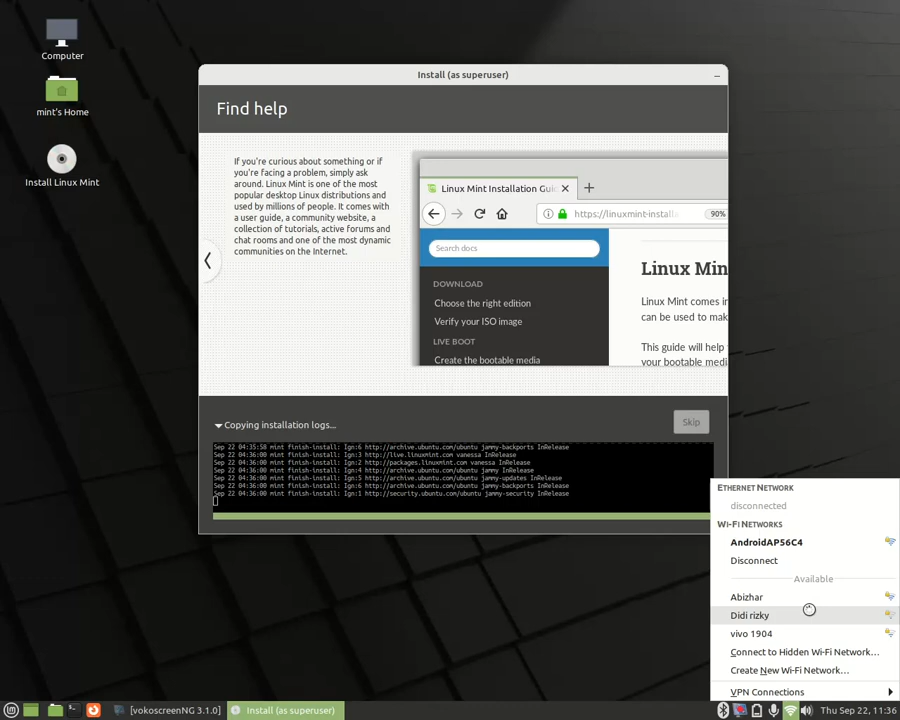 Computer
mint's Home
Install Linux Mint
Install (as superuser)
Find help
If you're curious about something or if
you're facing a problem, simply ask
around. Linux Mint is one of the most
popular desktop Linux distributions and
used by millions of people. It comes with
a user guide, a community website, a
collection of tutorials, active forums and
chat rooms and one of the most dynamic
communities on the Internet.
Linux Mint Installation Gui
https://linuxmint-install
90%
Search docs
DOWNLOAD
Choose the right edition
Verify your ISO image
LIVE BOOT
Create the bootable media
Linux Min
Linux Mint comes i
can be used to mak
This guide will help
your bootable med
Copying installation logs...
Skip
Sep 22 04:35:58 mint finish-install: Ign:6 http://archive.ubuntu.com/ubuntu jammy-backports InRelease
Sep 22 04:36:00 mint finish-install: Ign:3 http://live.linuxmint.com vanessa InRelease
Sep 22 04:36:00 mint finish-install: Ign:2 http://packages.linuxmint.com vanessa InRelease
Sep 22 04:36:00 mint finish-install: Ign:4 http://archive.ubuntu.com/ubuntu jammy InRelease
Sep 22 04:36:00 mint finish-install: Ign:5 http://archive.ubuntu.com/ubuntu jammy-updates InRelease
Sep 22 04:36:00 mint finish-install: Ign:6 http://archive.ubuntu.com/ubuntu jammy-backports InRelease
Sep 22 04:36:00 mint finish-install: Ign:1 http://security.ubuntu.com/ubuntu jammy-security InRelease
ETHERNET NETWORK
disconnected
WI-FI NETWORKS
AndroidAP56C4
Disconnect
Available
Abizhar
Didi rizky
vivo 1904
Connect to Hidden Wi-Fi Network...
Create New Wi-Fi Network...
VPN Connections
[vokoscreenNG 3.1.0]
Install (as superuser)
Thu Sep 22, 11:36